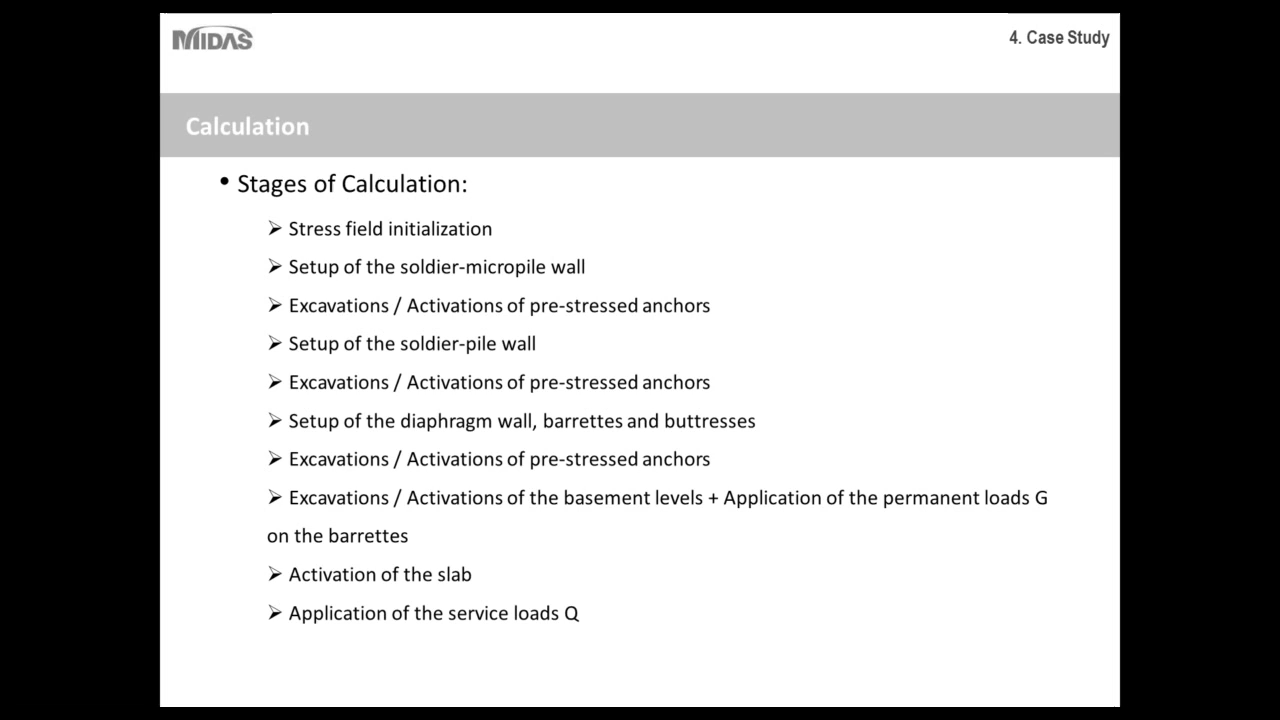 MIDAS
4. Case Study
Calculation
• Stages of Calculation:
➢ Stress field initialization
➢ Setup of the soldier-micropile wall
➢ Excavations / Activations of pre-stressed anchors
➢ Setup of the soldier-pile wall
➢ Excavations / Activations of pre-stressed anchors
➢ Setup of the diaphragm wall, barrettes and buttresses
➢ Excavations / Activations of pre-stressed anchors
➢ Excavations / Activations of the basement levels + Application of the permanent loads G
on the barrettes
➢ Activation of the slab
➢ Application of the service loads Q